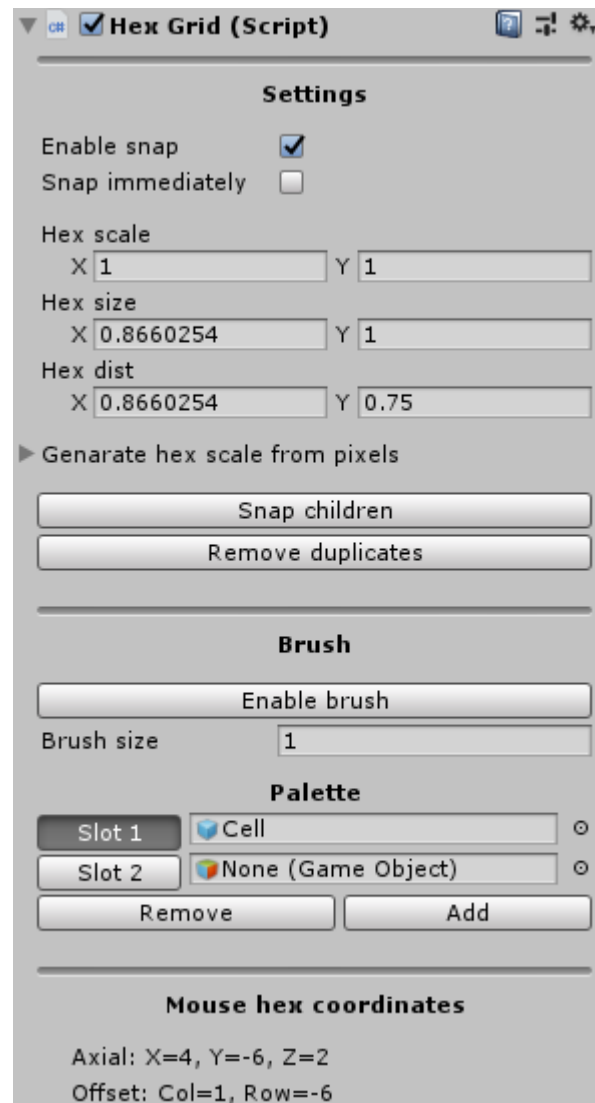 Hex Grid (Script)
Settings
Enable snap
Snap immediately
Hex scale
X 1 Y 1
Hex size
X 0.8660254 Y 1
Hex dist
X 0.8660254 Y 0.75
Genarate hex scale from pixels
Snap children
Remove duplicates
Brush
Enable brush
Brush size 1
Palette
Slot 1 Cell
Slot 2 None (Game Object)
Remove Add
Mouse hex coordinates
Axial: X=4, Y=-6, Z=2
Offset: Col=1, Row=-6